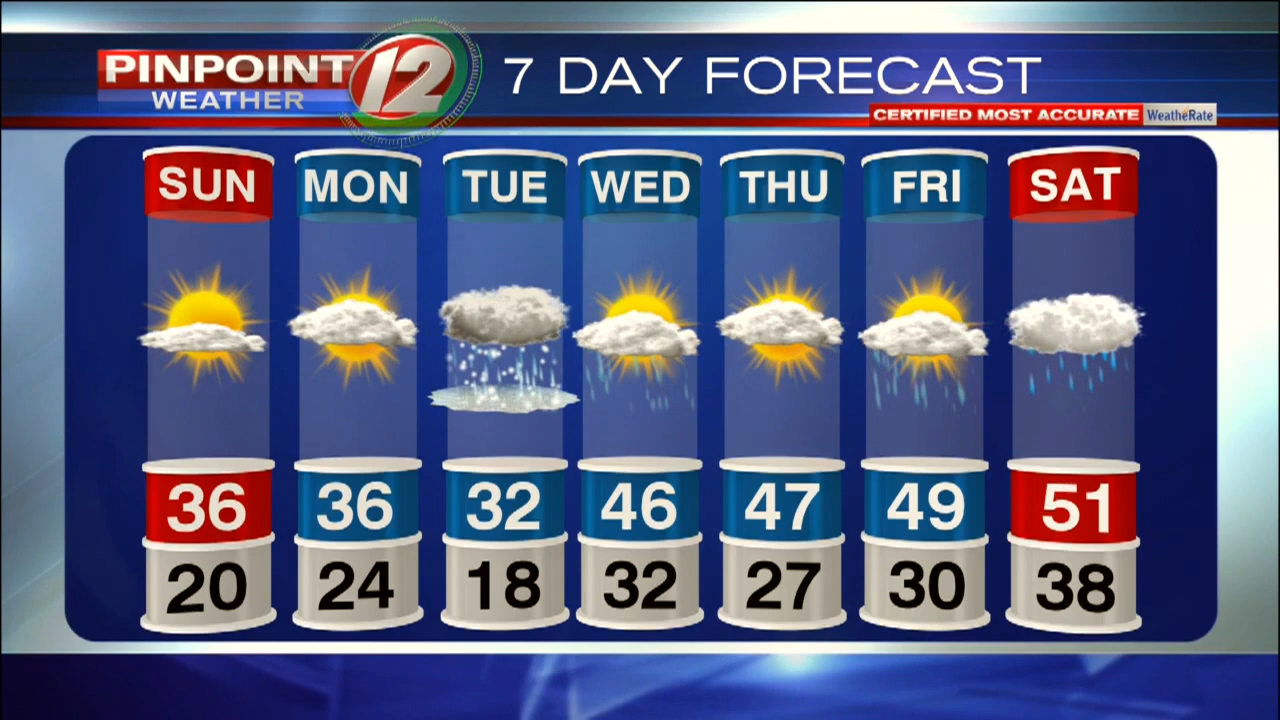 PINPOINT 12 7 DAY FORECAST
WEATHER
CERTIFIED MOST ACCURATE WeatheRate
SUN MON TUE WED THU FRI SAT
36 36 32 46 47 49 51
20 24 18 32 27 30 38